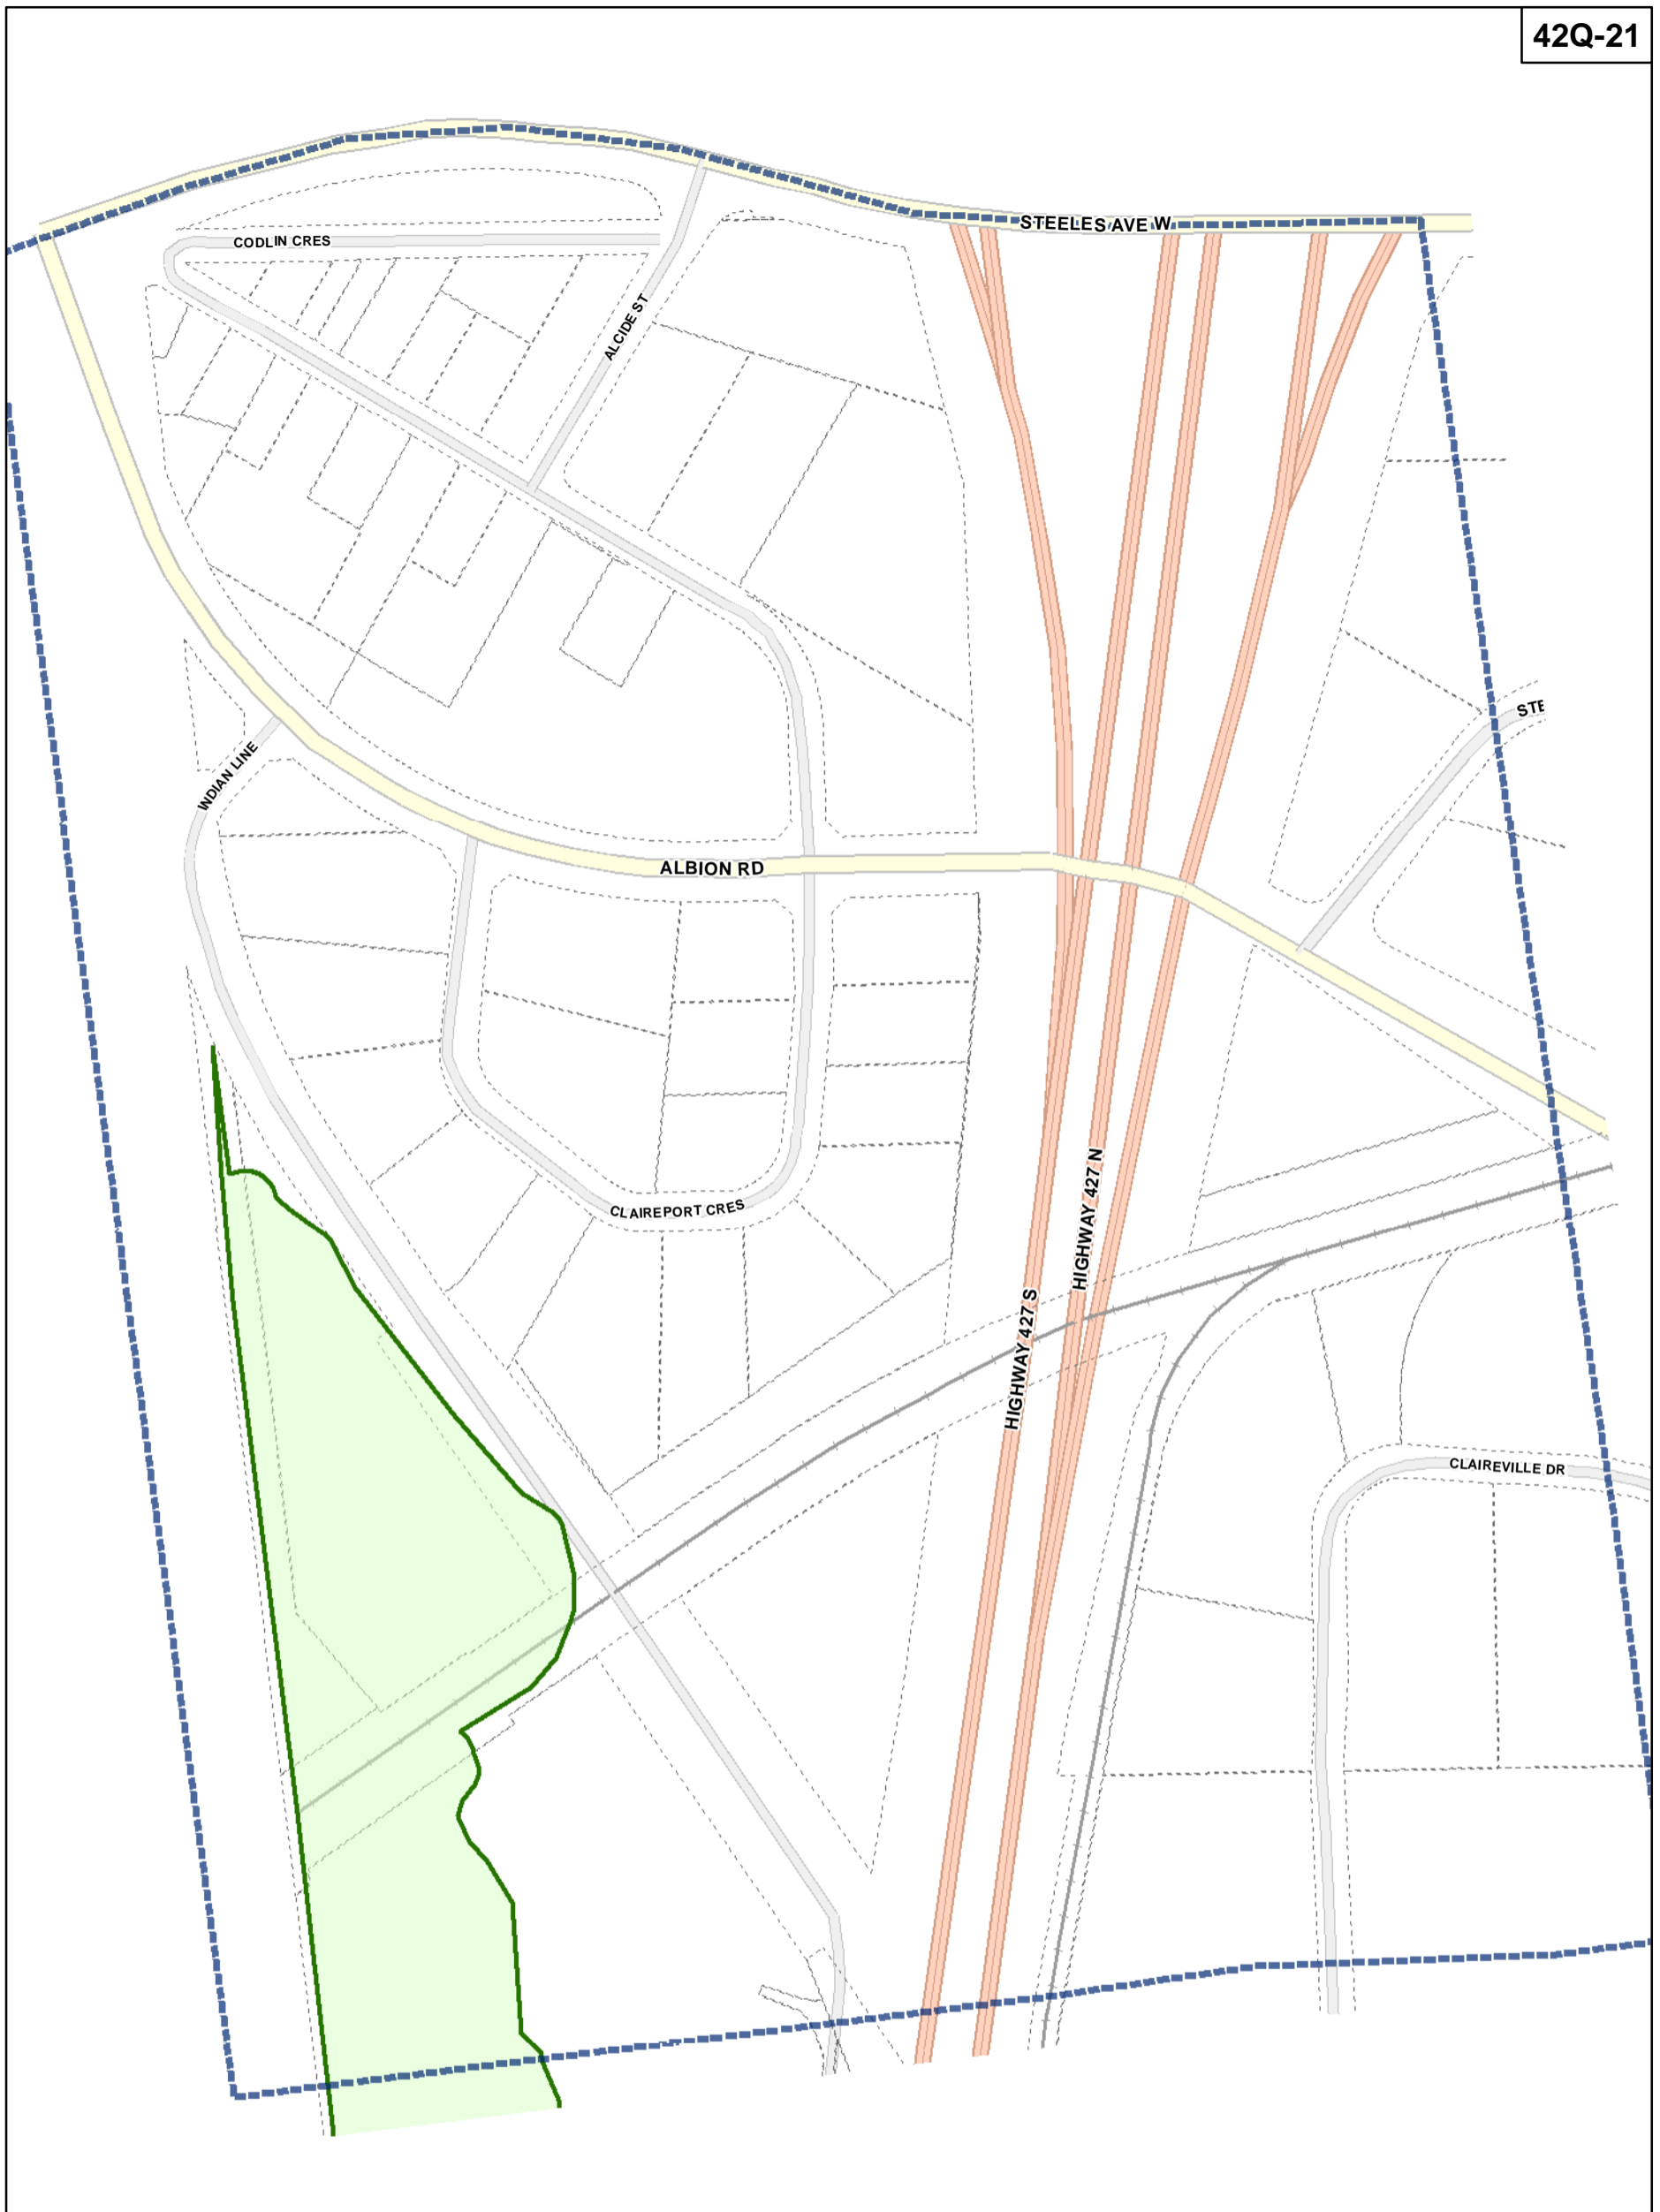 42Q-21
STEELES AVE W
CODLIN CRES
ALCIDE ST
STE
INDIAN LINE
ALBION RD
HIGHWAY 427 N
CLAIREPORT CRES
HIGHWAY 427 S
CLAIREVILLE DR